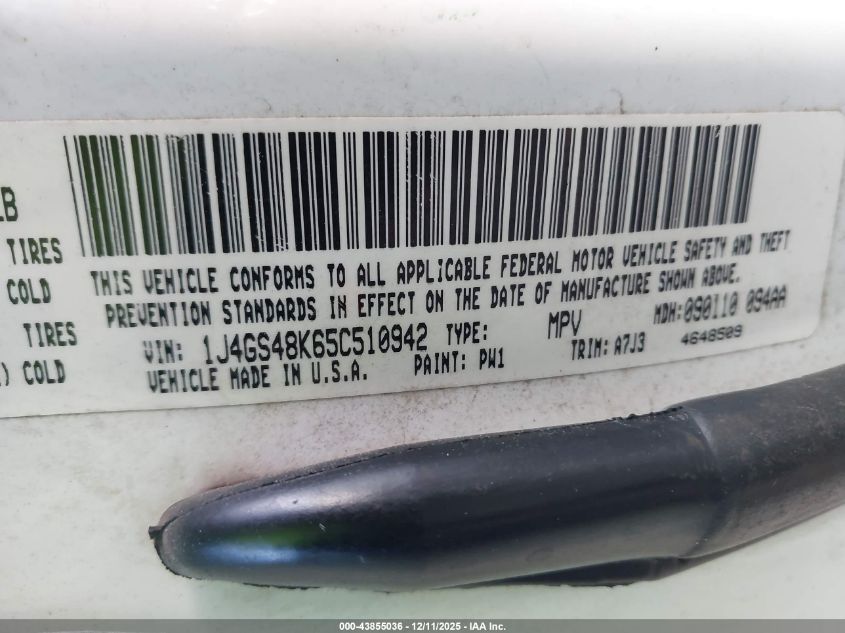 LB
TIRES
COLD
TIRES
) COLD
THIS VEHICLE CONFORMS TO ALL APPLICABLE FEDERAL MOTOR VEHICLE SAFETY AND THEFT
PREVENTION STANDARDS IN EFFECT ON THE DATE OF MANUFACTURE SHOWN ABOVE.
VIN: 1J4GS48K65C510942 TYPE: MPV MDH: 090110 094AA
VEHICLE MADE IN U.S.A. PAINT: PW1 TRIM: A7J3 4648509
000-43855036 - 12/11/2025 - IAA Inc.